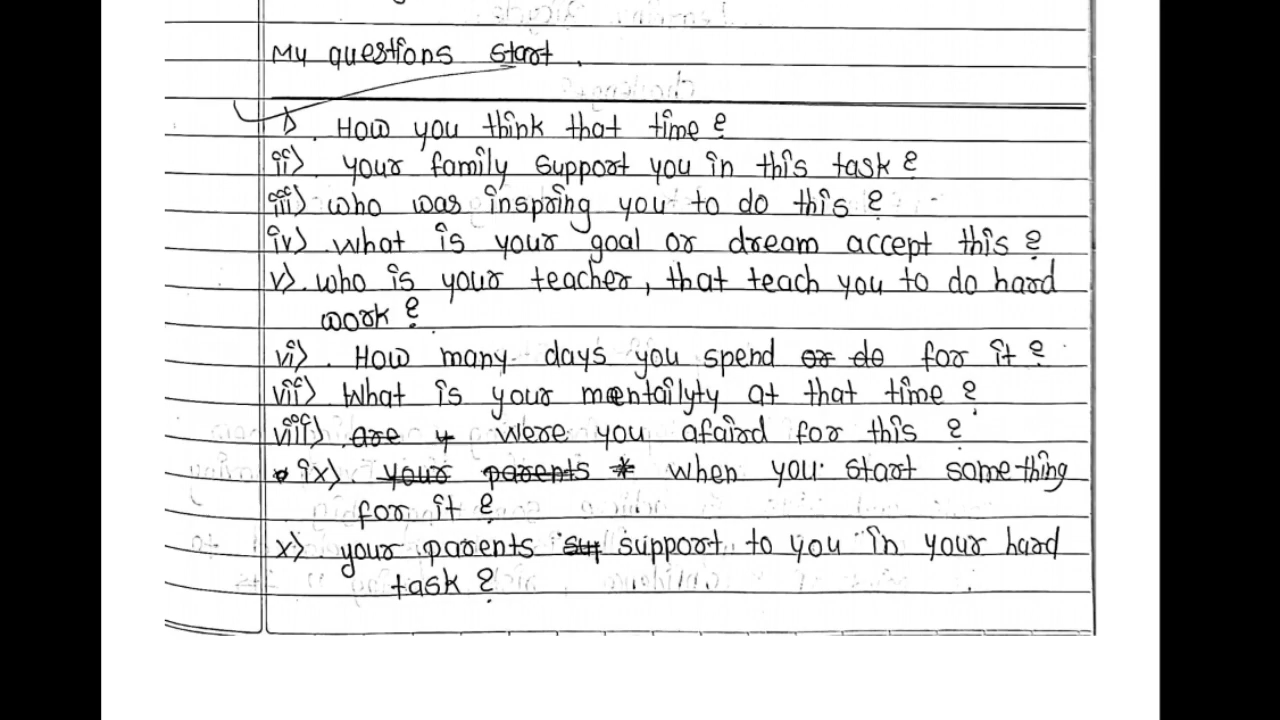 My questions start.
i). How you think that time?
ii) your family support you in this task?
iii) who was inspring you to do this?
iv) what is your goal or dream accept this?
v). who is your teacher, that teach you to do hard
work?
vi). How many days you spend or do for it?
vii) What is your mentailyty at that time?
viii) are y were you afaird for this?
ix). your parents * when you start something
for it?
x) your parents sup support to you in your hard
task?